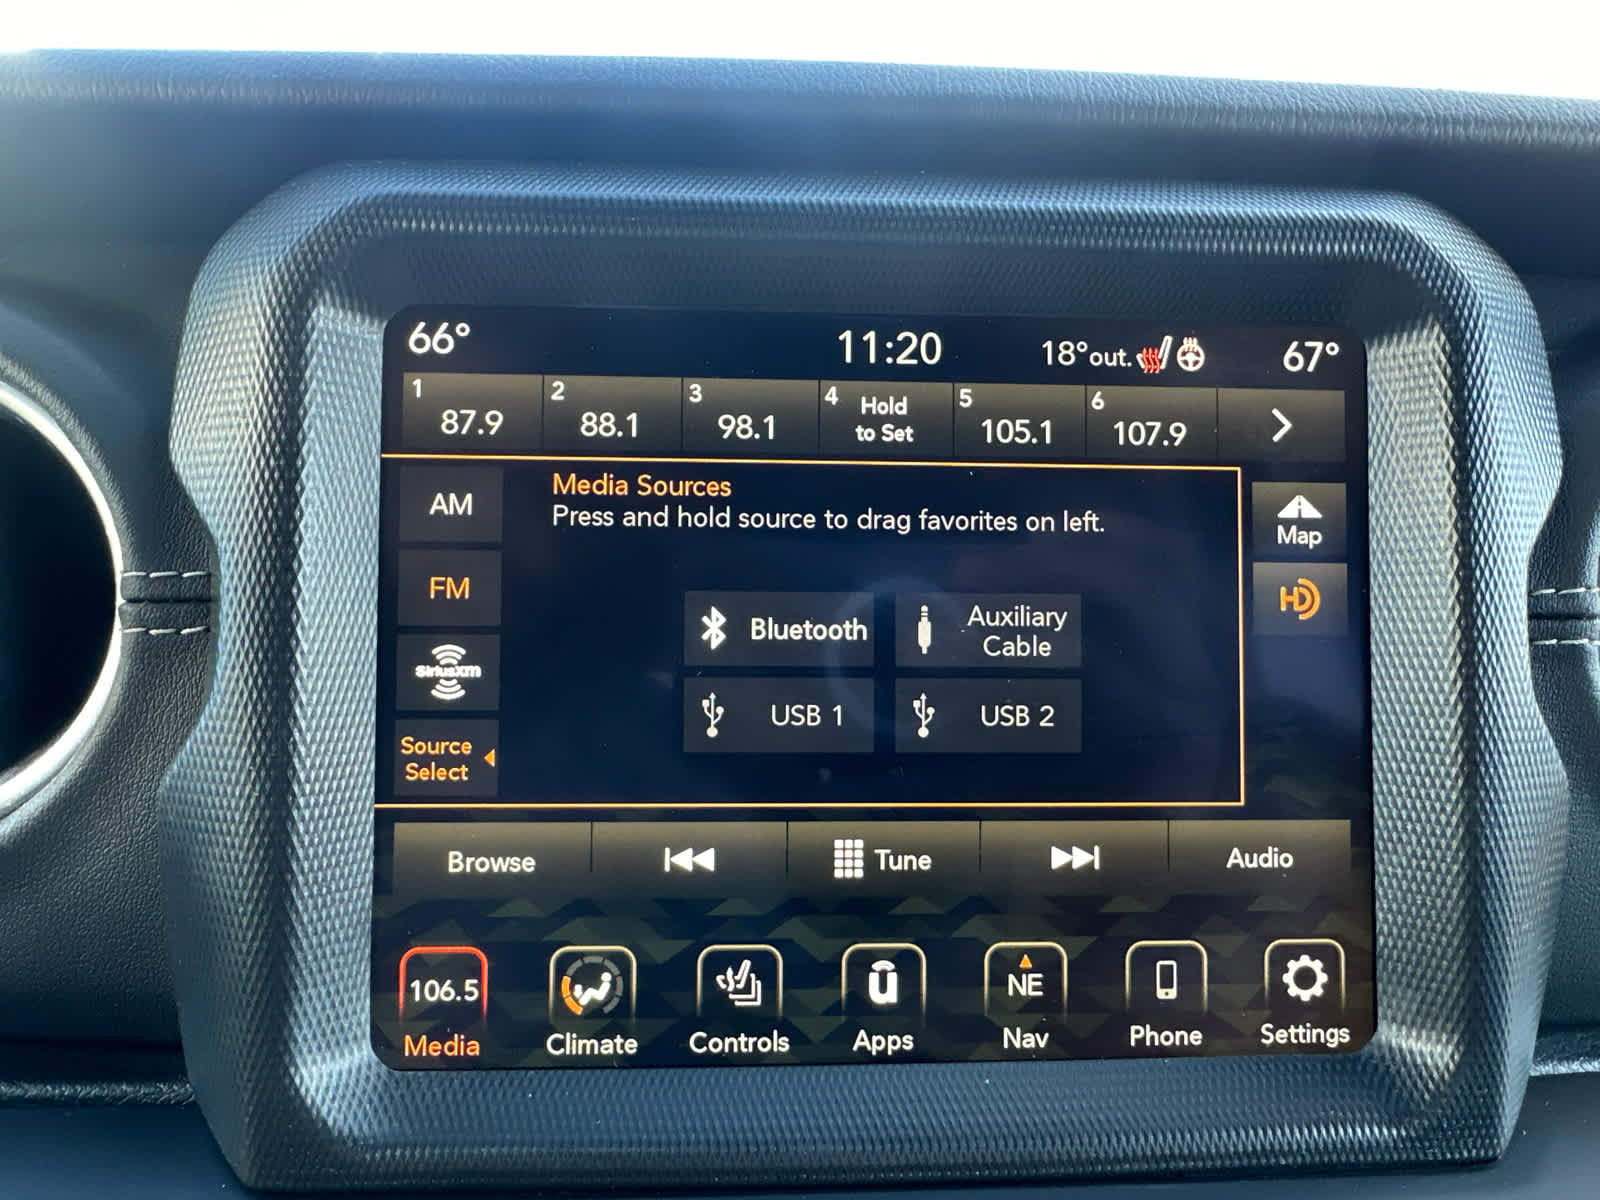 66° 11:20 18°out. 67°
1 87.9 2 88.1 3 98.1 4 Hold to Set 5 105.1 6 107.9
AM
FM
SiriusXM
Source
Select
Media Sources
Press and hold source to drag favorites on left.
Bluetooth
Auxiliary
Cable
USB 1
USB 2
Map
HD
Browse Tune Audio
106.5 u NE
Media Climate Controls Apps Nav Phone Settings